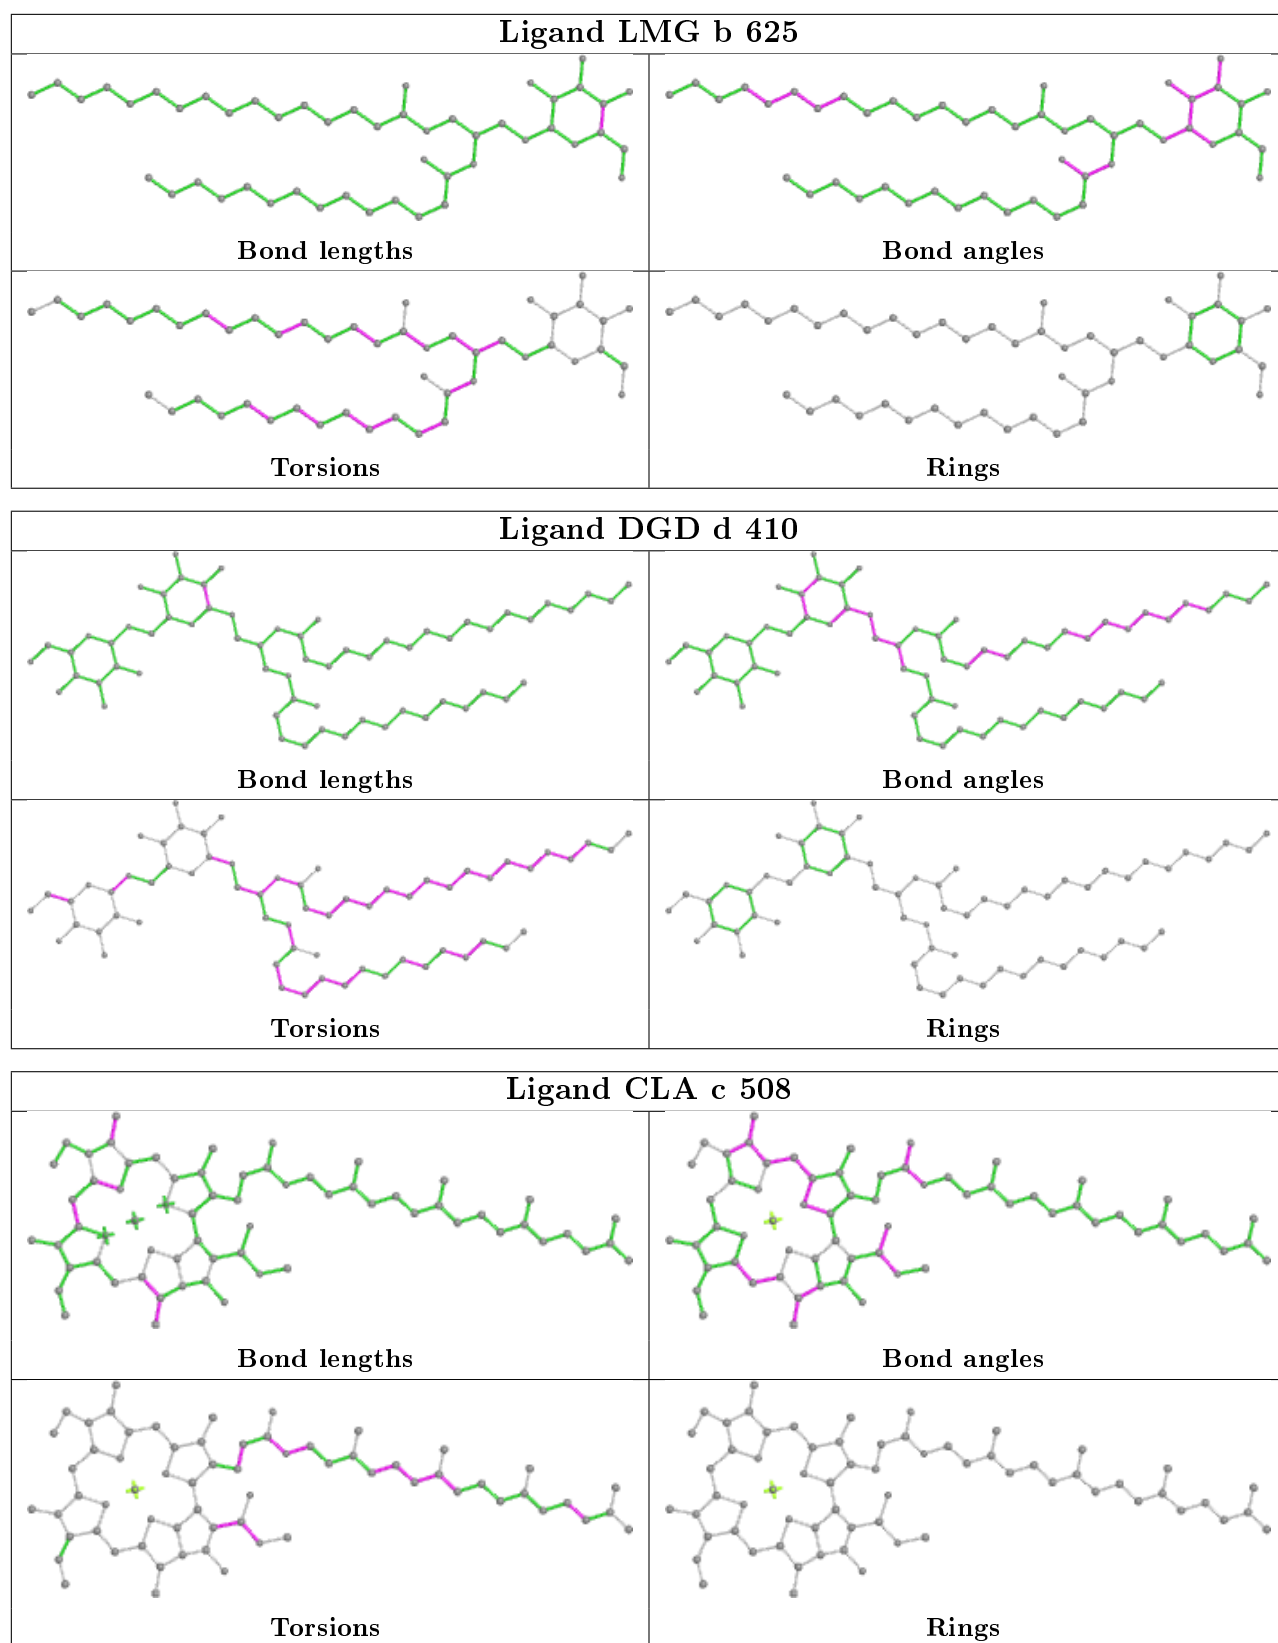 Ligand LMG b 625
Bond lengths
Bond angles
Torsions
Rings
Ligand DGD d 410
Bond lengths
Bond angles
Torsions
Rings
Ligand CLA c 508
Bond lengths
Bond angles
Torsions
Rings